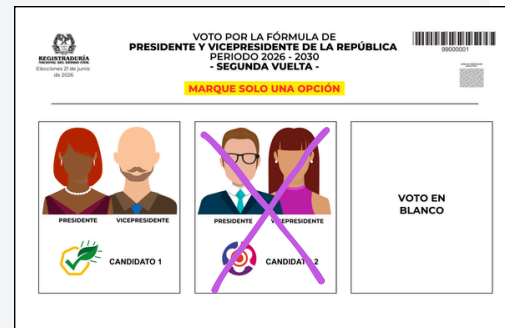 VOTO POR LA FÓRMULA DE
PRESIDENTE Y VICEPRESIDENTE DE LA REPÚBLICA
PERIODO 2026 - 2030
- SEGUNDA VUELTA -
REGISTRADURÍA
NACIONAL DEL ESTADO CIVIL
Elecciones 21 de junio
de 2026
99000001
MARQUE SOLO UNA OPCIÓN
PRESIDENTE VICEPRESIDENTE
CANDIDATO 1
PRESIDENTE VICEPRESIDENTE
CANDIDATO 2
VOTO EN
BLANCO